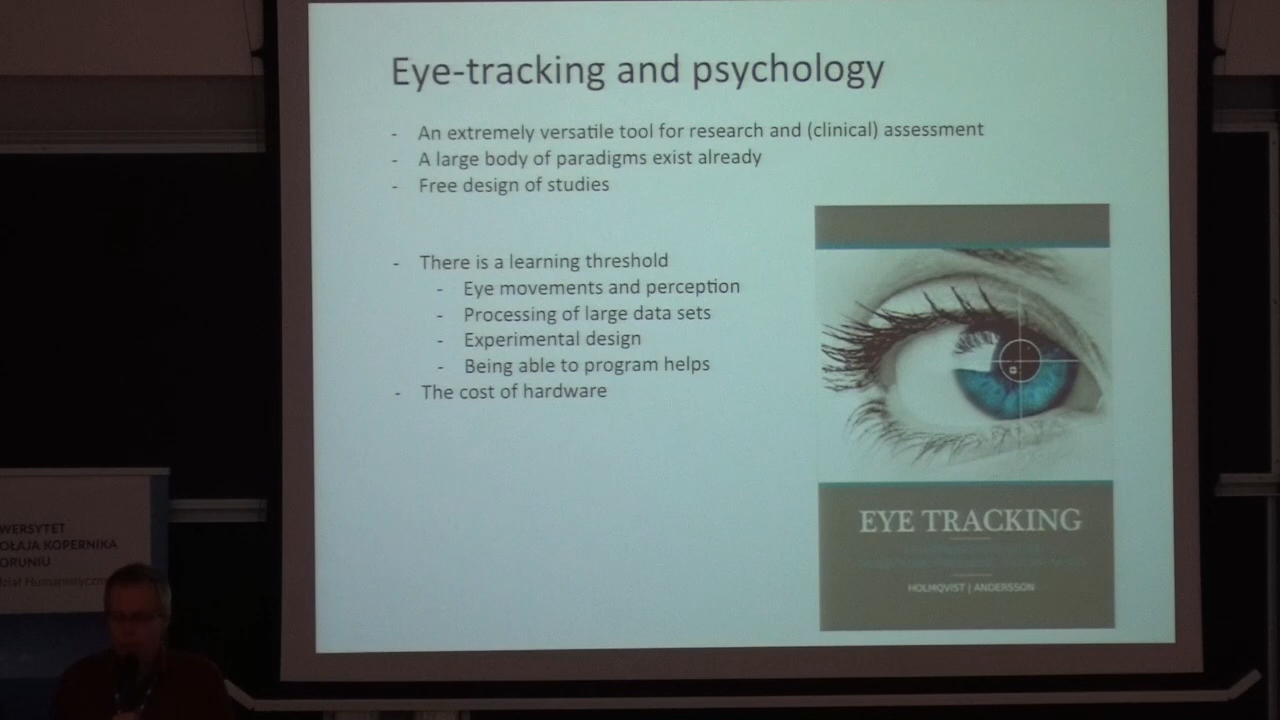 Eye-tracking and psychology
- An extremely versatile tool for research and (clinical) assessment
- A large body of paradigms exist already
- Free design of studies
- There is a learning threshold
- Eye movements and perception
- Processing of large data sets
- Experimental design
- Being able to program helps
- The cost of hardware
EYE TRACKING
HOLMQVIST | ANDERSSON
WERSYTET
OŁAJA KOPERNIKA
ORUNIU